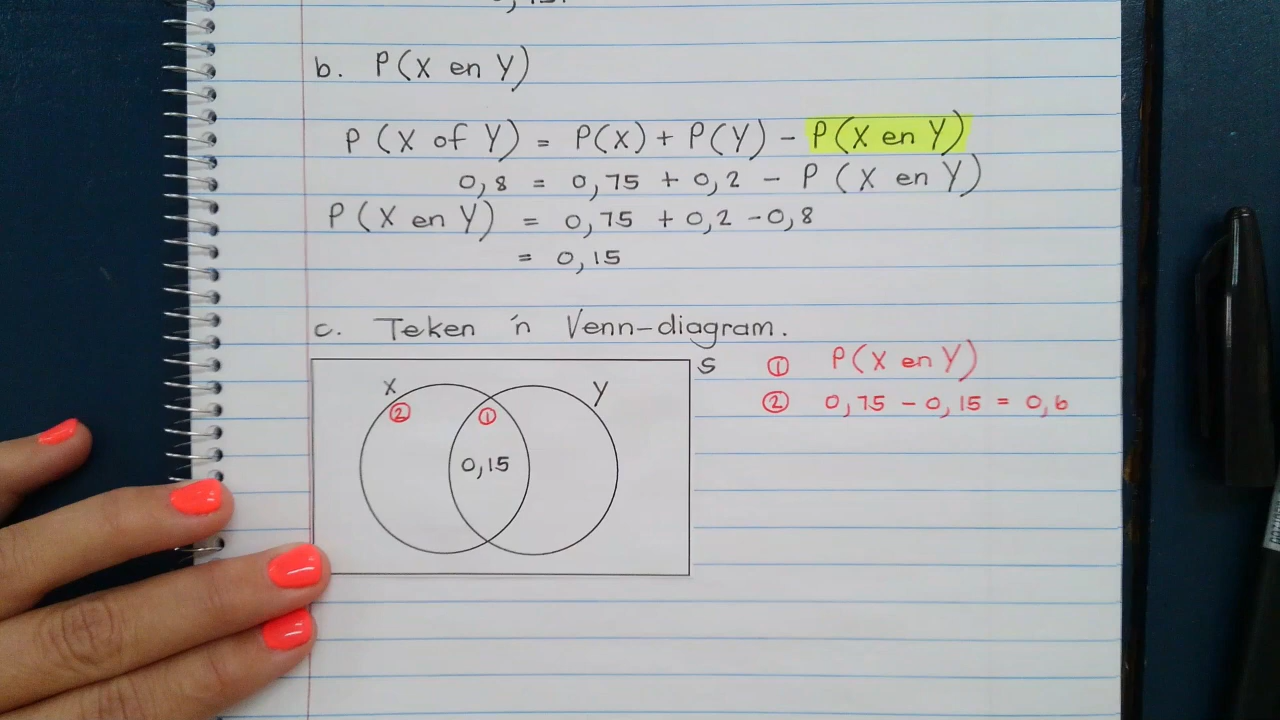 b. P(X en Y)
P(X of Y) = P(X) + P(Y) - P(X en Y)
0,8 = 0,75 + 0,2 - P(X en Y)
P(X en Y) = 0,75 + 0,2 - 0,8
= 0,15
c. Teken 'n Venn-diagram.
S
X
Y
② ①
0,15
① P(X en Y)
② 0,75 - 0,15 = 0,6